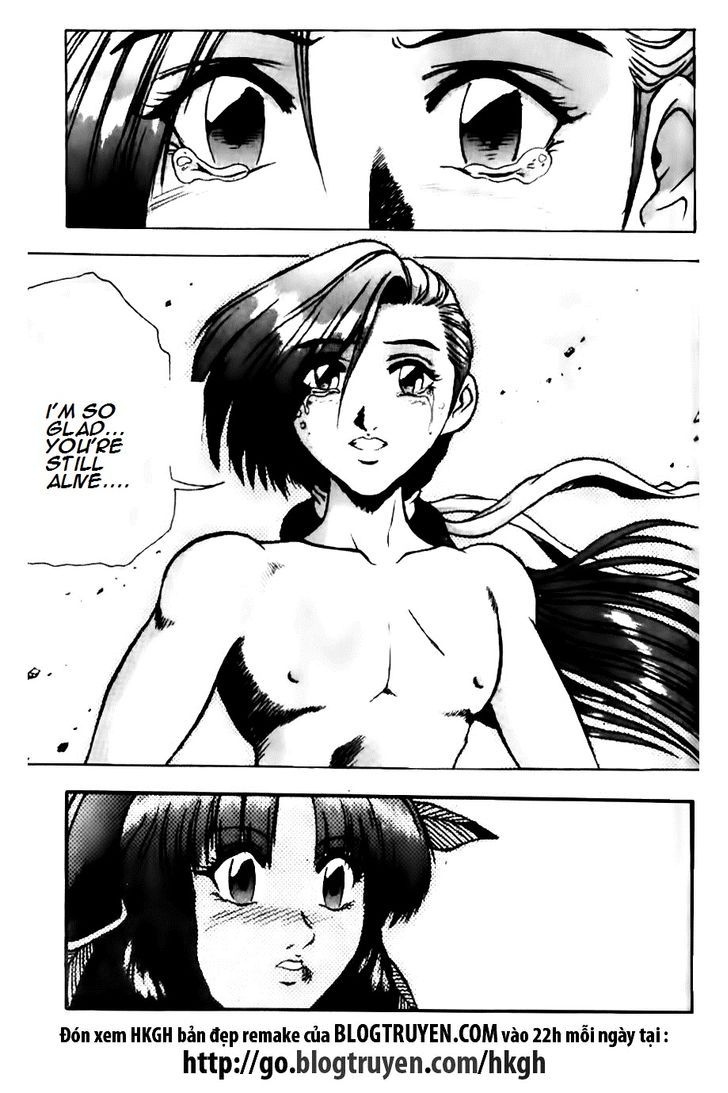 I'M SO
GLAD...
YOU'RE
STILL
ALIVE....
Đón xem HKGH bản đẹp remake của BLOGTRUYEN.COM vào 22h mỗi ngày tại :
http://go.blogtruyen.com/hkgh